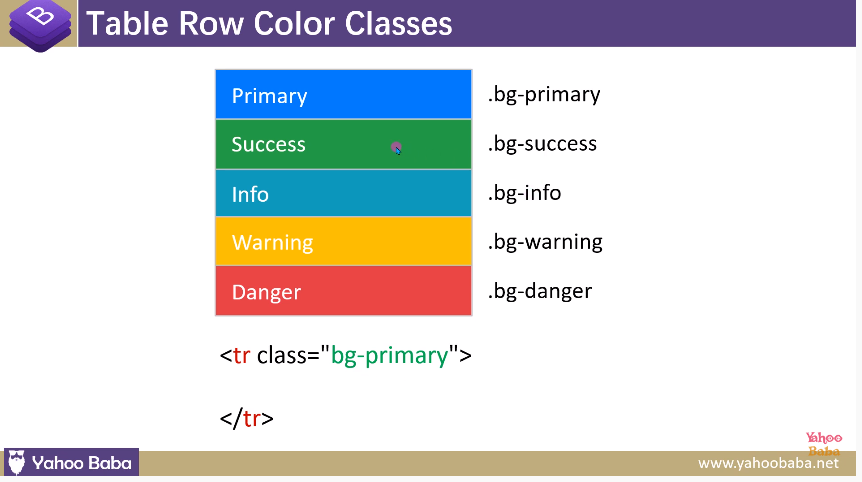 B
Table Row Color Classes
Primary .bg-primary
Success .bg-success
Info .bg-info
Warning .bg-warning
Danger .bg-danger
<tr class="bg-primary">
</tr>
Yahoo
Baba
Yahoo Baba
www.yahoobaba.net